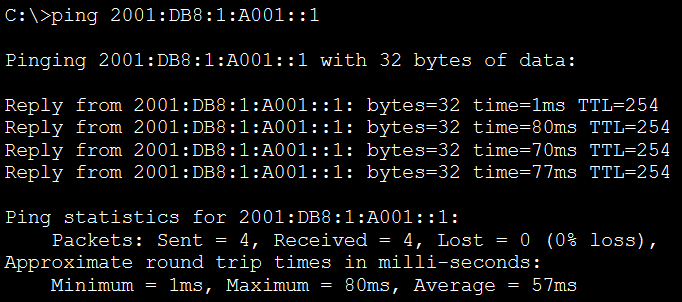 C:\>ping 2001:DB8:1:A001::1
Pinging 2001:DB8:1:A001::1 with 32 bytes of data:
Reply from 2001:DB8:1:A001::1: bytes=32 time=1ms TTL=254
Reply from 2001:DB8:1:A001::1: bytes=32 time=80ms TTL=254
Reply from 2001:DB8:1:A001::1: bytes=32 time=70ms TTL=254
Reply from 2001:DB8:1:A001::1: bytes=32 time=77ms TTL=254
Ping statistics for 2001:DB8:1:A001::1:
Packets: Sent = 4, Received = 4, Lost = 0 (0% loss),
Approximate round trip times in milli-seconds:
Minimum = 1ms, Maximum = 80ms, Average = 57ms